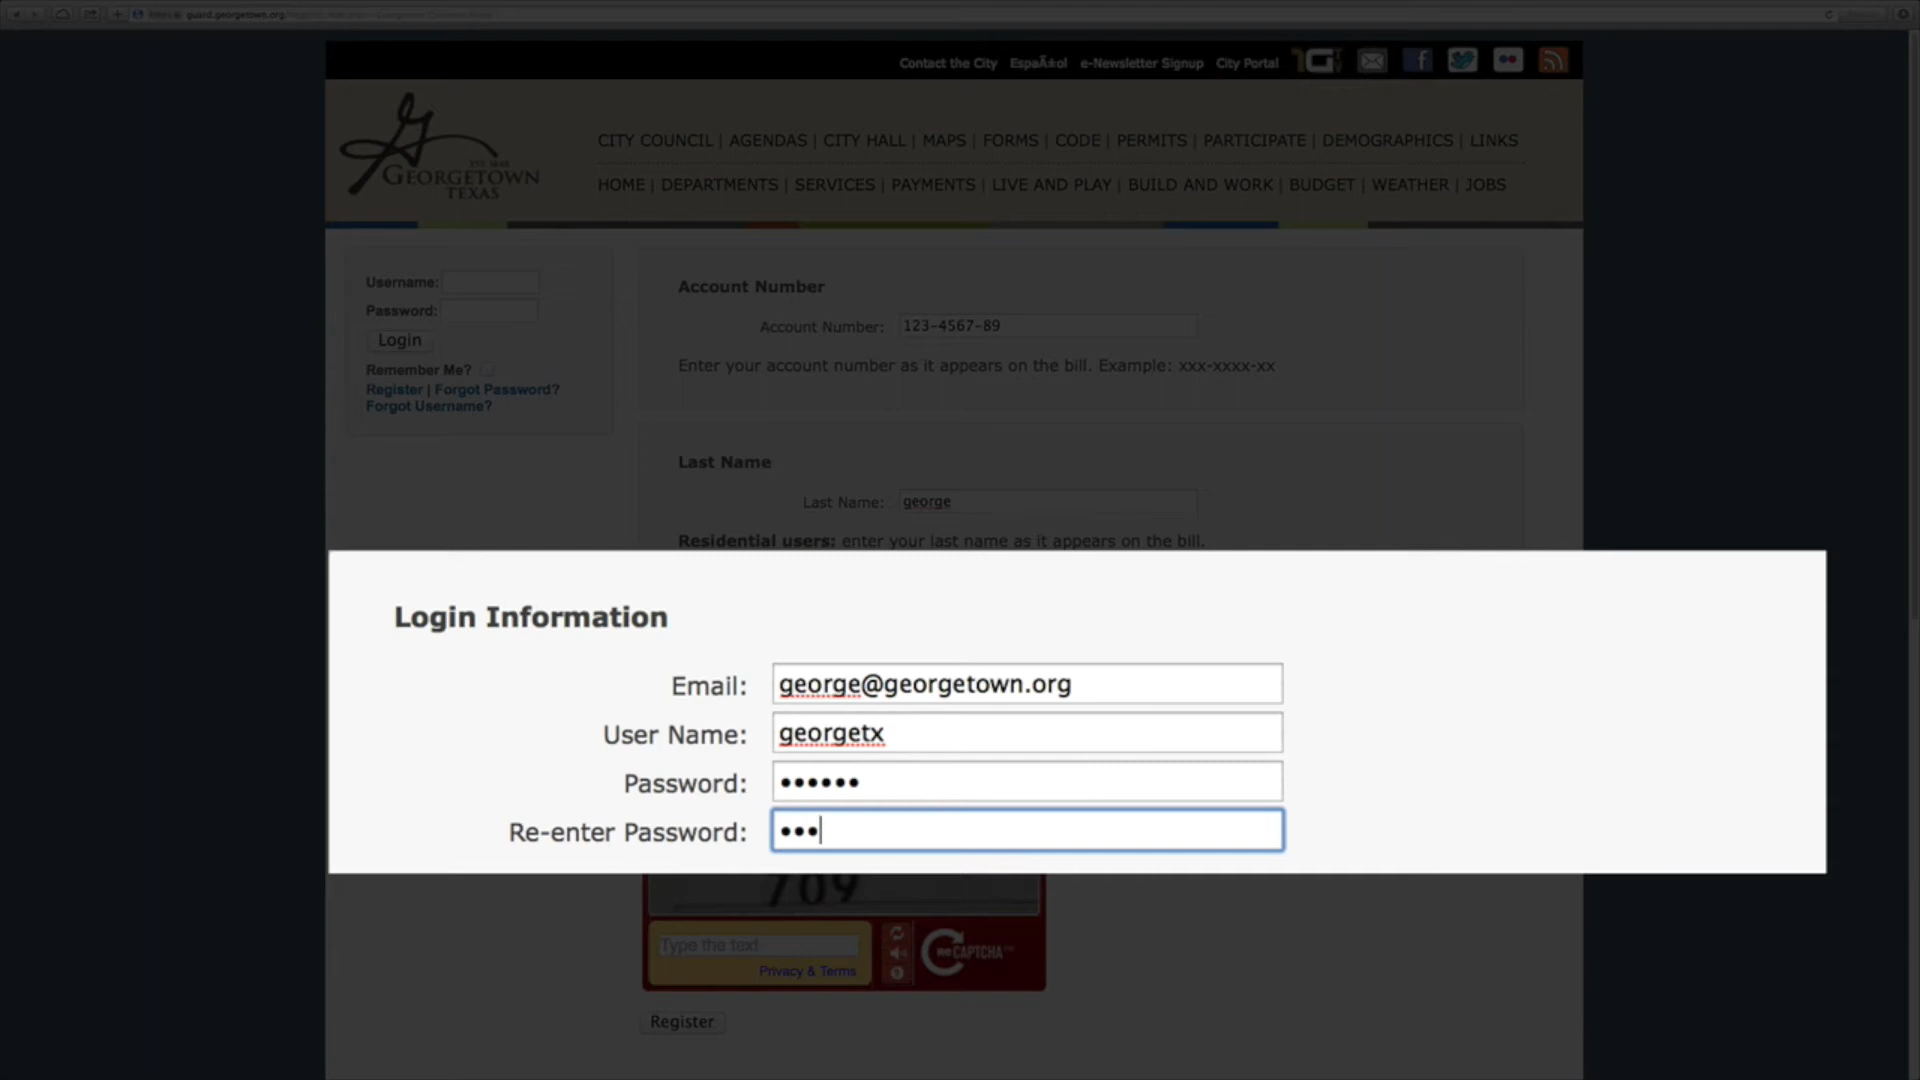 guard.georgetown.org
Contact the City EspaÃ±ol e-Newsletter Signup City Portal
G
GEORGETOWN
TEXAS
CITY COUNCIL | AGENDAS | CITY HALL | MAPS | FORMS | CODE | PERMITS | PARTICIPATE | DEMOGRAPHICS | LINKS
HOME | DEPARTMENTS | SERVICES | PAYMENTS | LIVE AND PLAY | BUILD AND WORK | BUDGET | WEATHER | JOBS
Username:
Password:
Login
Remember Me?
Register | Forgot Password?
Forgot Username?
Account Number
Account Number: 123-4567-89
Enter your account number as it appears on the bill. Example: xxx-xxxx-xx
Last Name
Last Name: george
Residential users: enter your last name as it appears on the bill.
Login Information
Email: george@georgetown.org
User Name: georgetx
Password: ••••••
Re-enter Password: •••
709
Type the text
Privacy & Terms
reCAPTCHA
Register